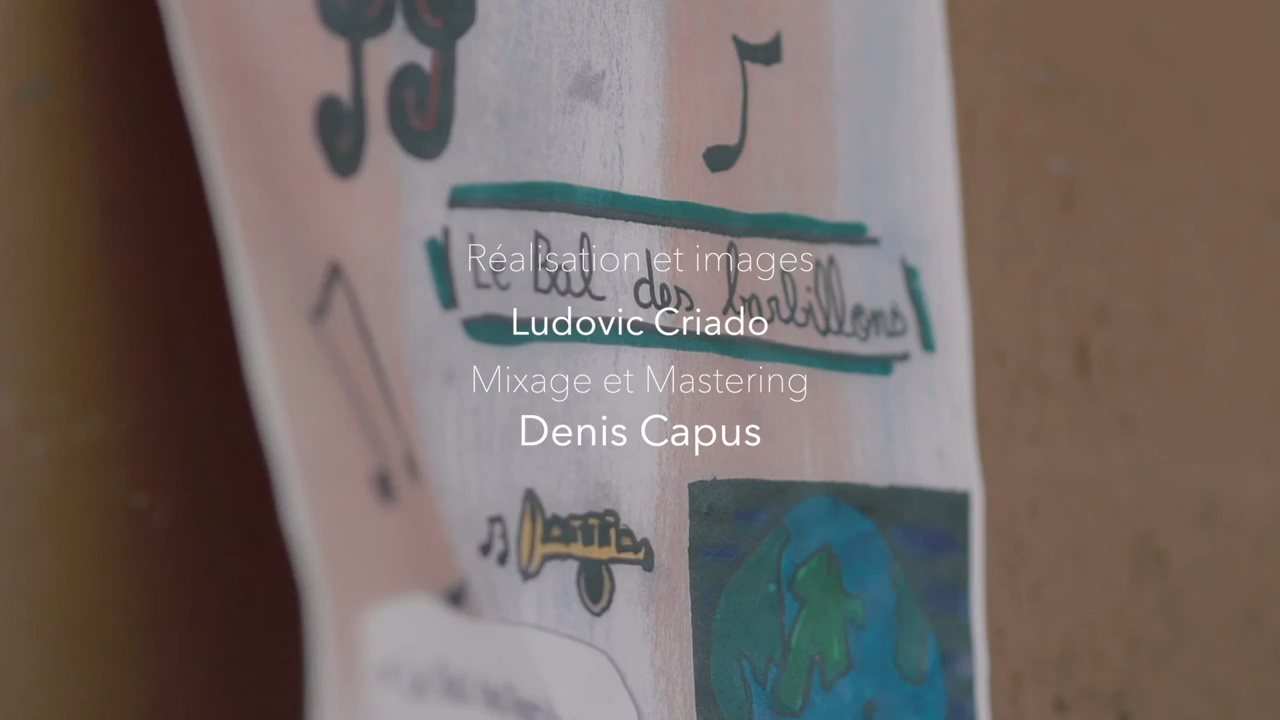 Réalisation et images
Le Bal des barbillons
Ludovic Criado
Mixage et Mastering
Denis Capus